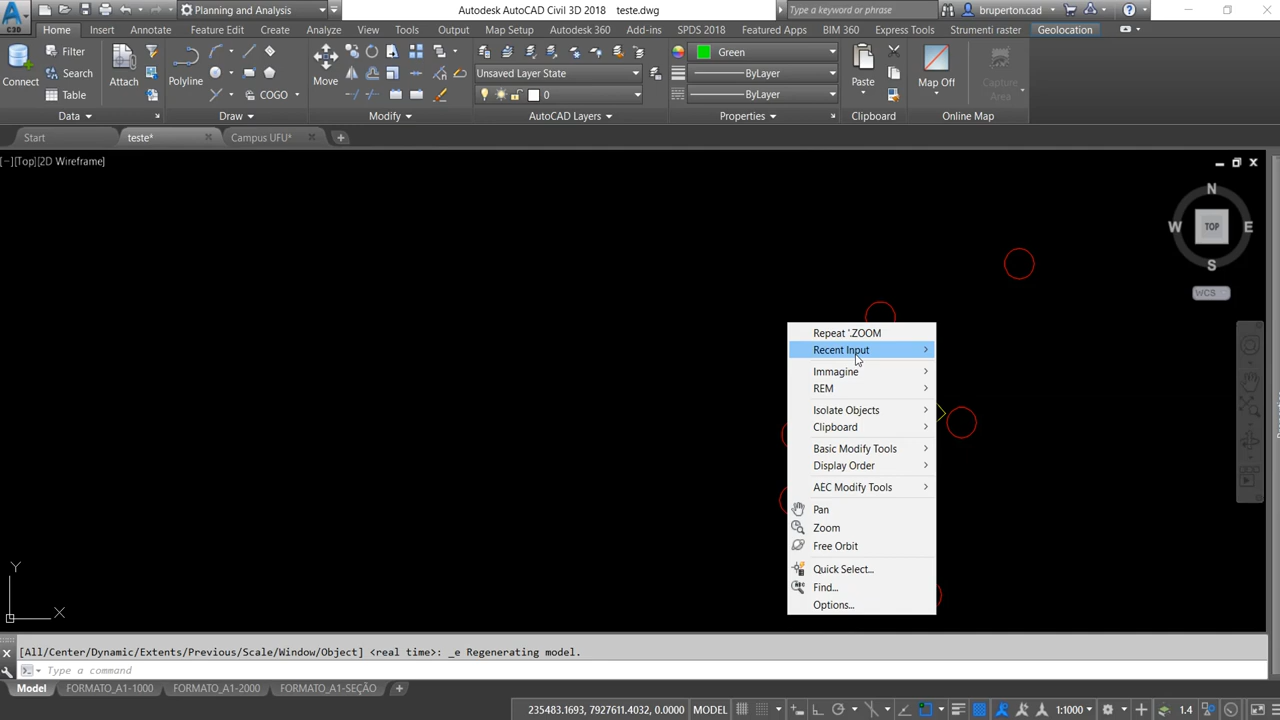 Planning and Analysis
Autodesk AutoCAD Civil 3D 2018 teste.dwg
Type a keyword or phrase
bruperton.cad
C3D
Home Insert Annotate Feature Edit Create Analyze View Tools Output Map Setup Autodesk 360 Add-ins SPDS 2018 Featured Apps BIM 360 Express Tools Strumenti raster Geolocation
Connect
Filter
Search
Table
Attach
Polyline
COGO
Move
Unsaved Layer State
0
Green
ByLayer
ByLayer
Paste
Map Off
Capture
Area
Data Draw Modify AutoCAD Layers Properties Clipboard Online Map
Start teste* Campus UFU*
[−][Top][2D Wireframe]
N
W TOP E
S
WCS
Repeat '.ZOOM
Recent Input
Immagine
REM
Isolate Objects
Clipboard
Basic Modify Tools
Display Order
AEC Modify Tools
Pan
Zoom
Free Orbit
Quick Select...
Find...
Options...
Y
X
[All/Center/Dynamic/Extents/Previous/Scale/Window/Object] <real time>: _e Regenerating model.
Type a command
Model FORMATO_A1-1000 FORMATO_A1-2000 FORMATO_A1-SEÇÃO
235483.1693, 7927611.4032, 0.0000 MODEL 1:1000 1.4